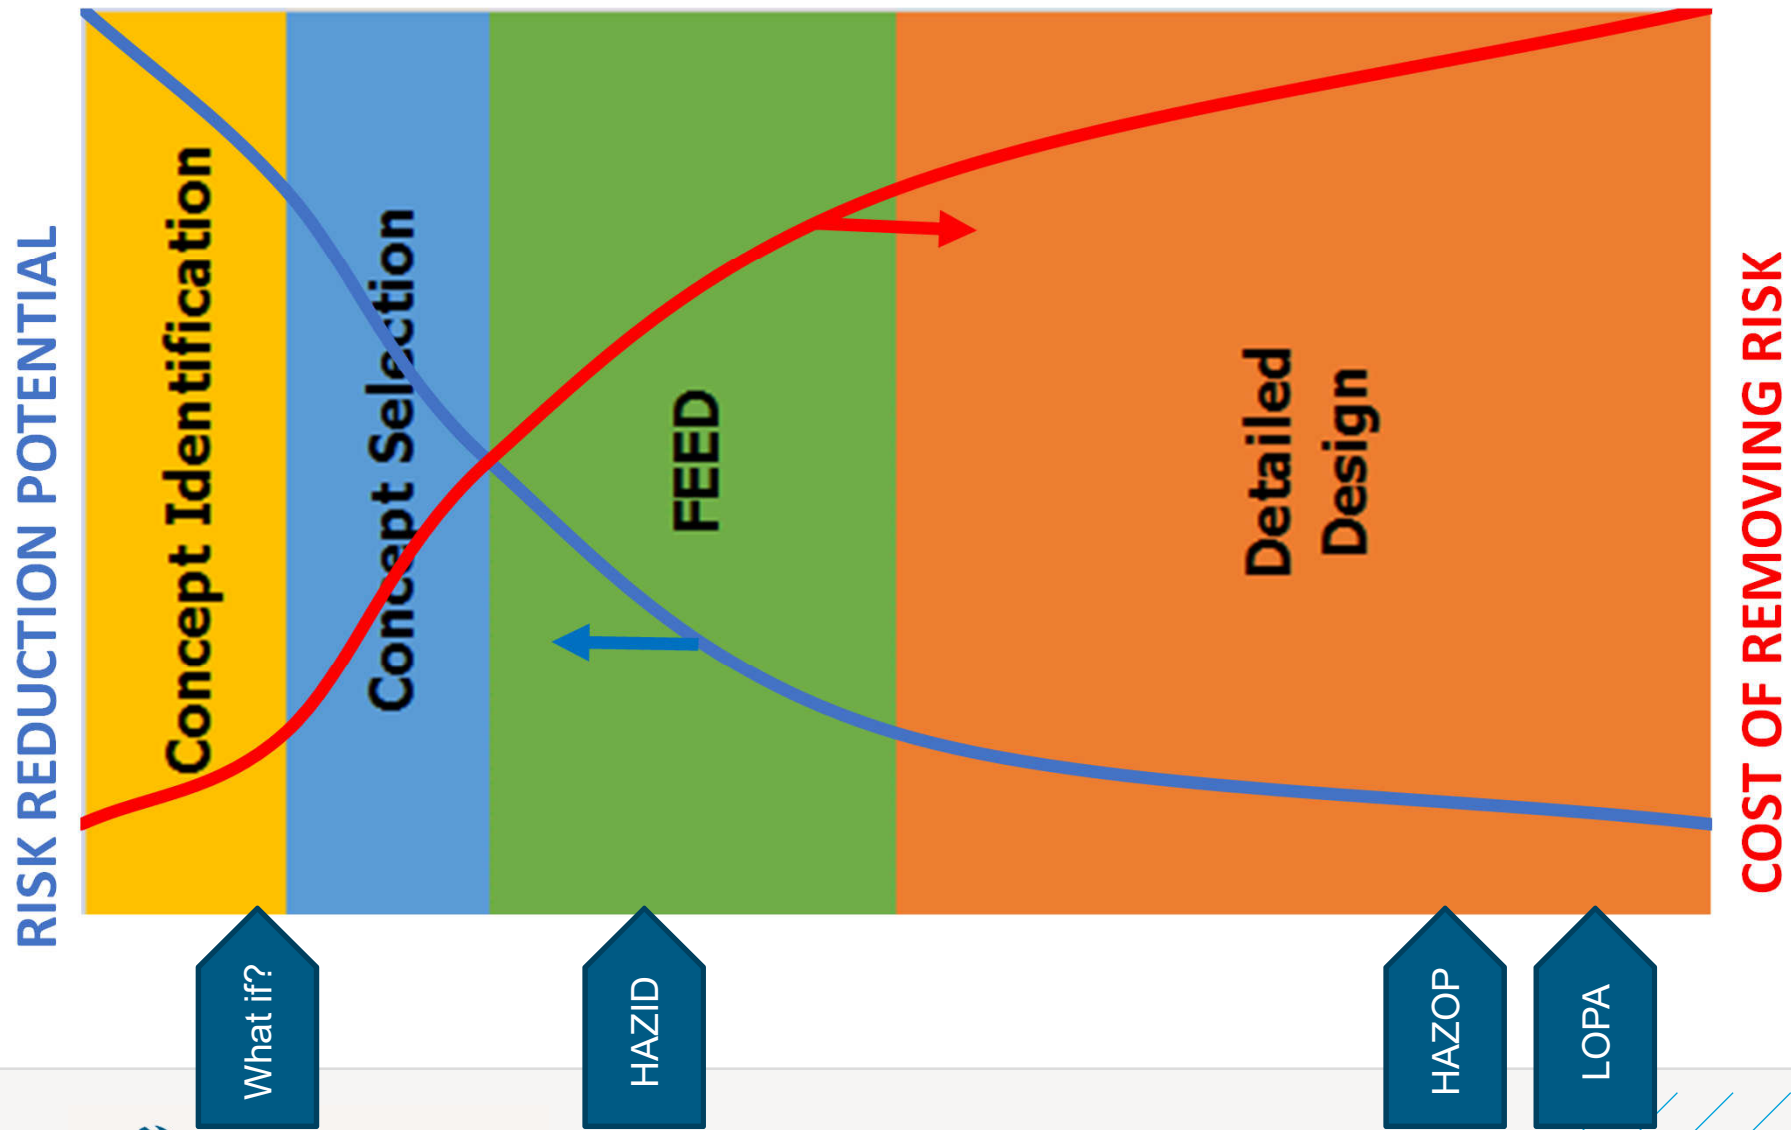 RISK REDUCTION POTENTIAL
Concept Identification
Concept Selection
FEED
Detailed
Design
COST OF REMOVING RISK
What if?
HAZID
HAZOP
LOPA